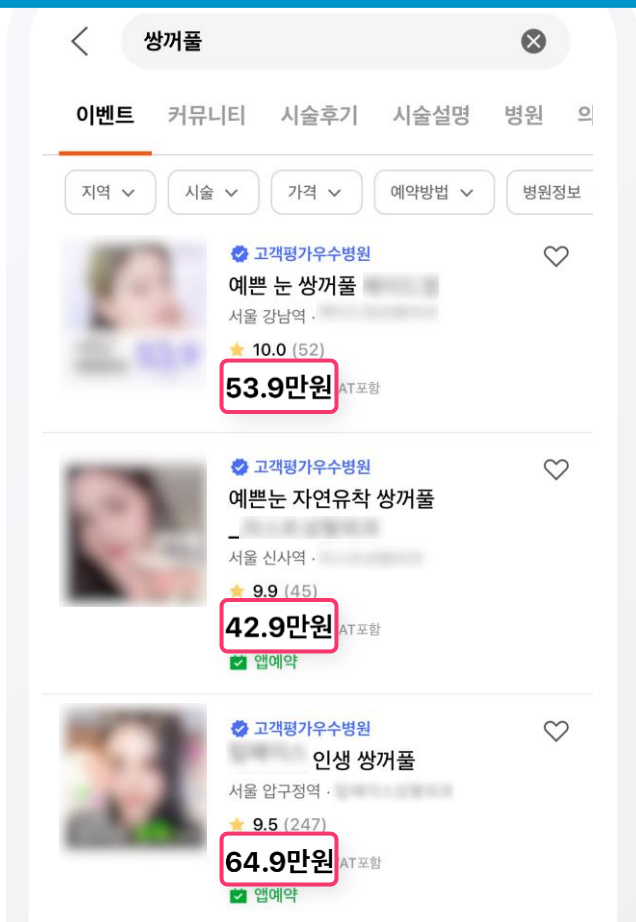 쌍꺼풀
이벤트 커뮤니티 시술후기 시술설명 병원 의
지역 시술 가격 예약방법 병원정보
고객평가우수병원
예쁜 눈 쌍꺼풀
서울 강남역 ·
10.0 (52)
53.9만원 AT포함
고객평가우수병원
예쁜눈 자연유착 쌍꺼풀
_
서울 신사역 ·
9.9 (45)
42.9만원 AT포함
앱예약
고객평가우수병원
인생 쌍꺼풀
서울 압구정역 ·
9.5 (247)
64.9만원 AT포함
앱예약